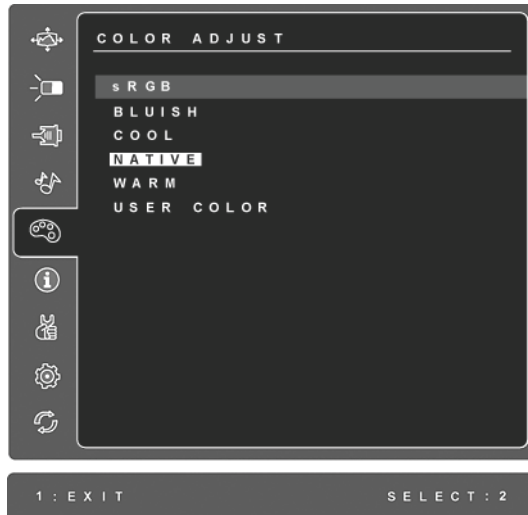 COLOR ADJUST
sRGB
BLUISH
COOL
NATIVE
WARM
USER COLOR
1:EXIT SELECT:2